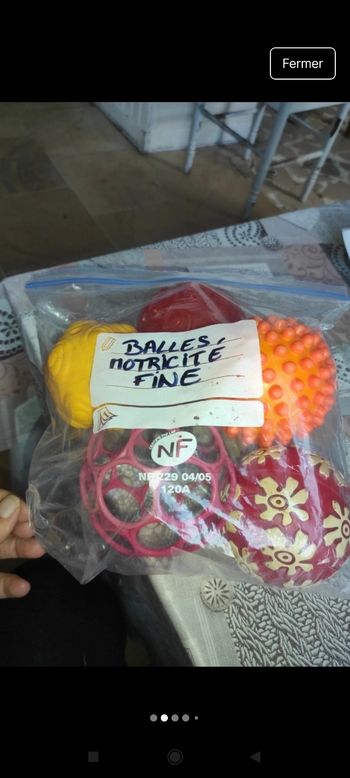 Fermer
BALLES,
MOTRICITÉ
FINE
NF
NF 229 04/05
120A